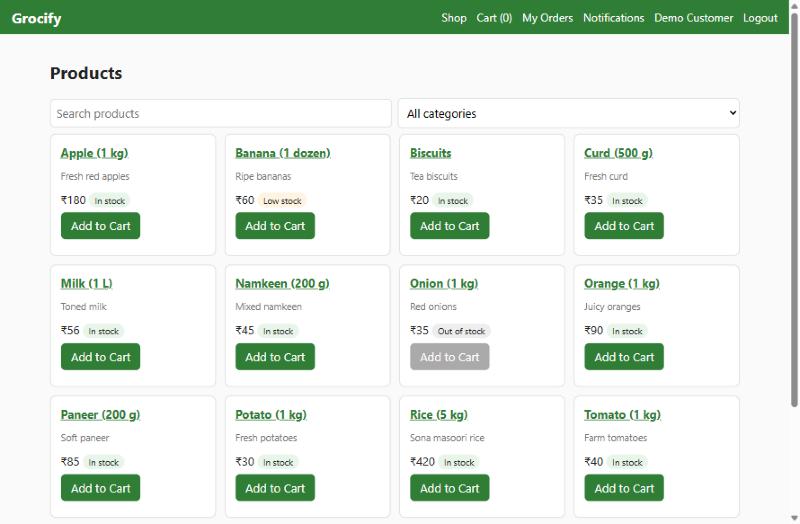 Grocify
Shop Cart (0) My Orders Notifications Demo Customer Logout
Products
Search products
All categories
Apple (1 kg)
Fresh red apples
₹180 In stock
Add to Cart
Banana (1 dozen)
Ripe bananas
₹60 Low stock
Add to Cart
Biscuits
Tea biscuits
₹20 In stock
Add to Cart
Curd (500 g)
Fresh curd
₹35 In stock
Add to Cart
Milk (1 L)
Toned milk
₹56 In stock
Add to Cart
Namkeen (200 g)
Mixed namkeen
₹45 In stock
Add to Cart
Onion (1 kg)
Red onions
₹35 Out of stock
Add to Cart
Orange (1 kg)
Juicy oranges
₹90 In stock
Add to Cart
Paneer (200 g)
Soft paneer
₹85 In stock
Add to Cart
Potato (1 kg)
Fresh potatoes
₹30 In stock
Add to Cart
Rice (5 kg)
Sona masoori rice
₹420 In stock
Add to Cart
Tomato (1 kg)
Farm tomatoes
₹40 In stock
Add to Cart